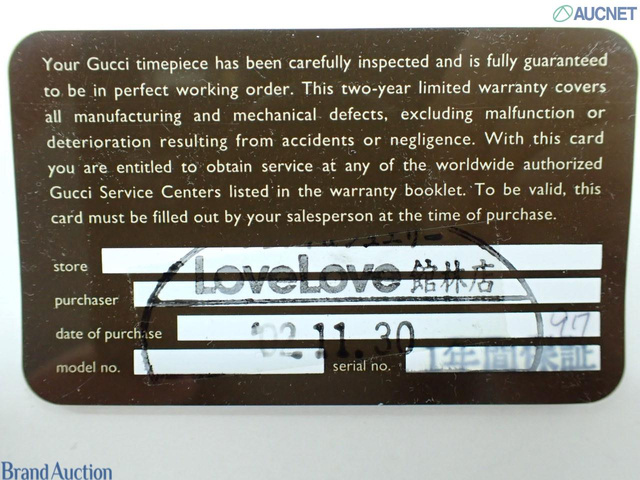 AUCNET
Your Gucci timepiece has been carefully inspected and is fully guaranteed
to be in perfect working order. This two-year limited warranty covers
all manufacturing and mechanical defects, excluding malfunction or
deterioration resulting from accidents or negligence. With this card
you are entitled to obtain service at any of the worldwide authorized
Gucci Service Centers listed in the warranty booklet. To be valid, this
card must be filled out by your salesperson at the time of purchase.
store
LoveLove 館林店
purchaser
date of purchase '02.11.30 97
model no. serial no. 1年間保証
Brand Auction